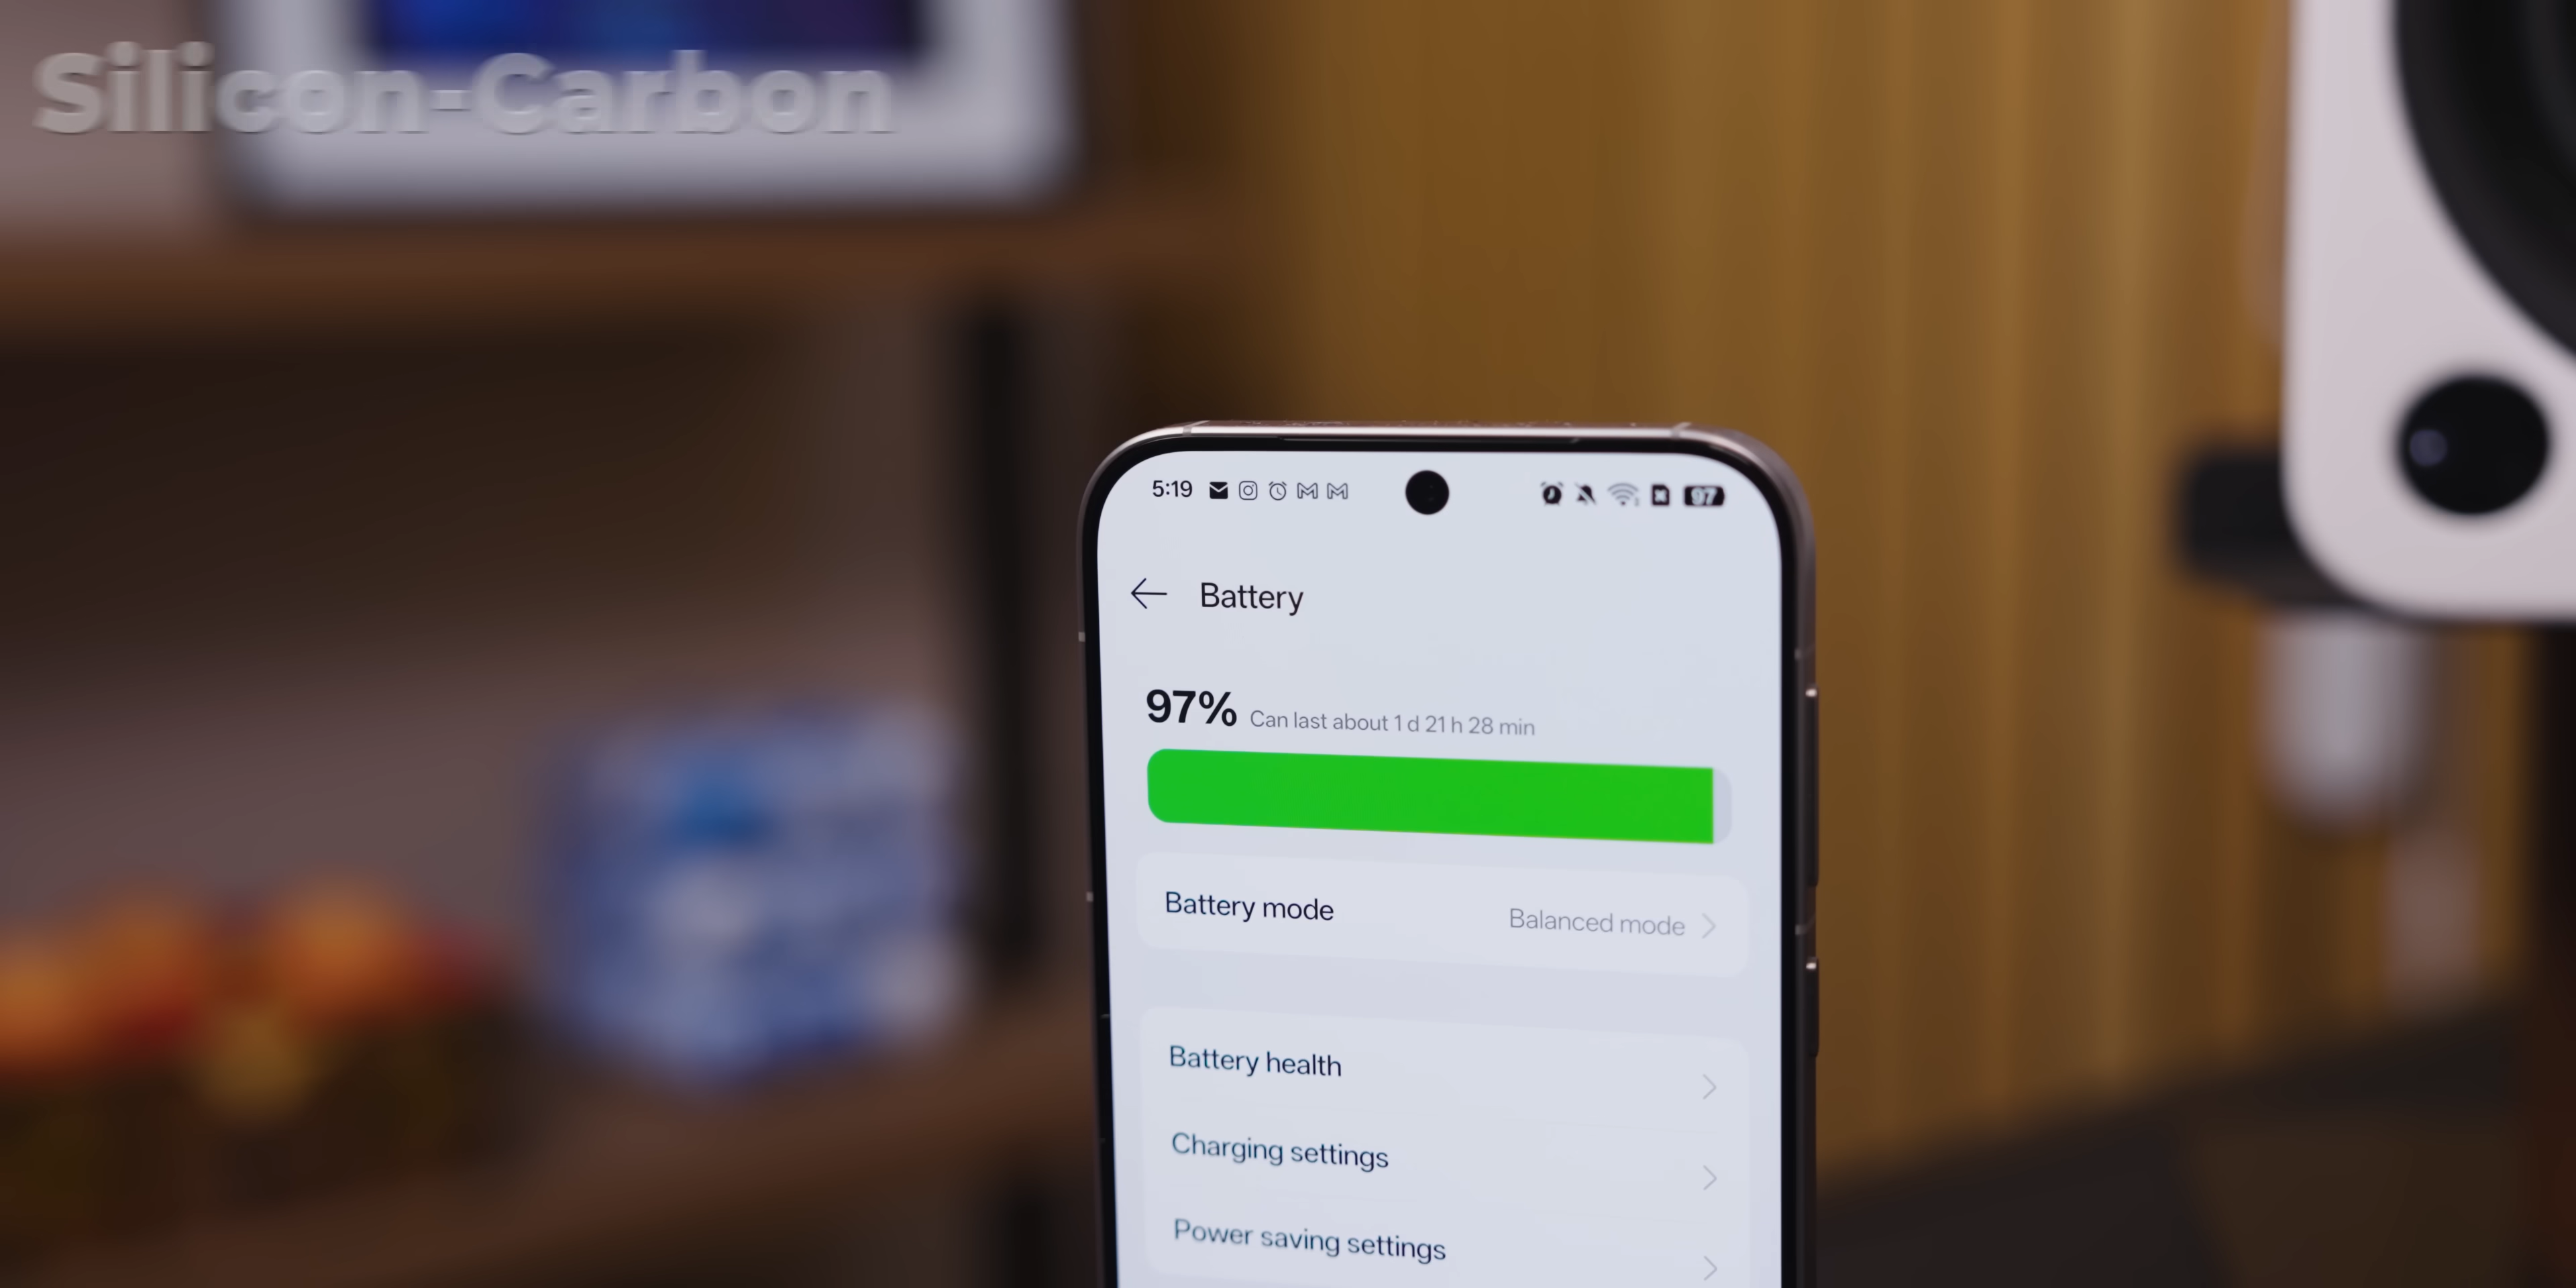 Silicon-Carbon
5:19
97
Battery
97% Can last about 1 d 21 h 28 min
Battery mode Balanced mode
Battery health
Charging settings
Power saving settings